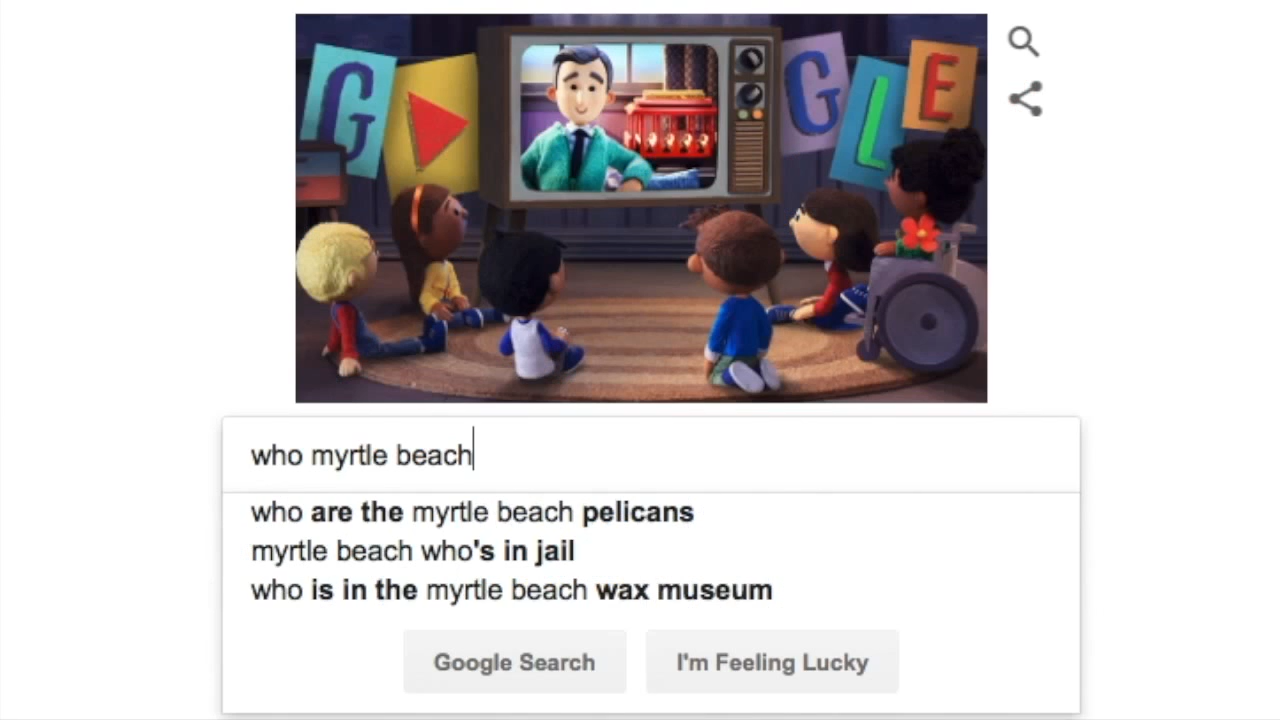 G GLE
who myrtle beach
who are the myrtle beach pelicans
myrtle beach who's in jail
who is in the myrtle beach wax museum
Google Search
I'm Feeling Lucky